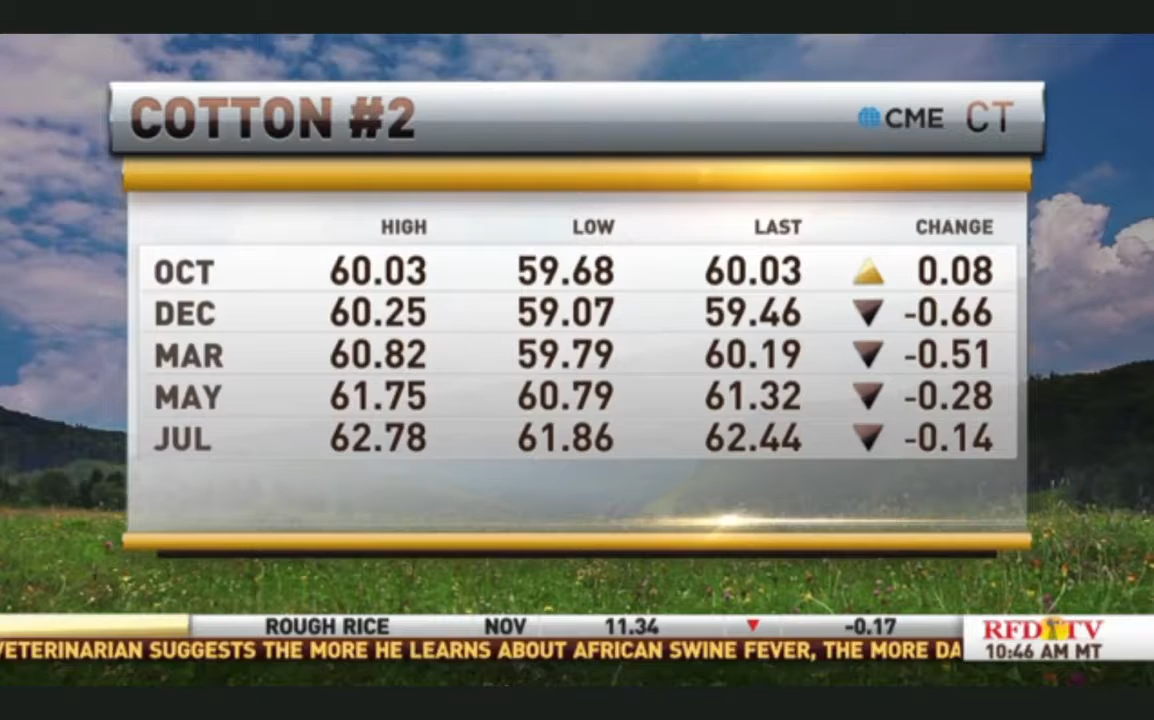 COTTON #2 CME CT
HIGH LOW LAST CHANGE
OCT 60.03 59.68 60.03 0.08
DEC 60.25 59.07 59.46 -0.66
MAR 60.82 59.79 60.19 -0.51
MAY 61.75 60.79 61.32 -0.28
JUL 62.78 61.86 62.44 -0.14
ROUGH RICE NOV 11.34 -0.17
RFD TV
VETERINARIAN SUGGESTS THE MORE HE LEARNS ABOUT AFRICAN SWINE FEVER, THE MORE DA
10:46 AM MT